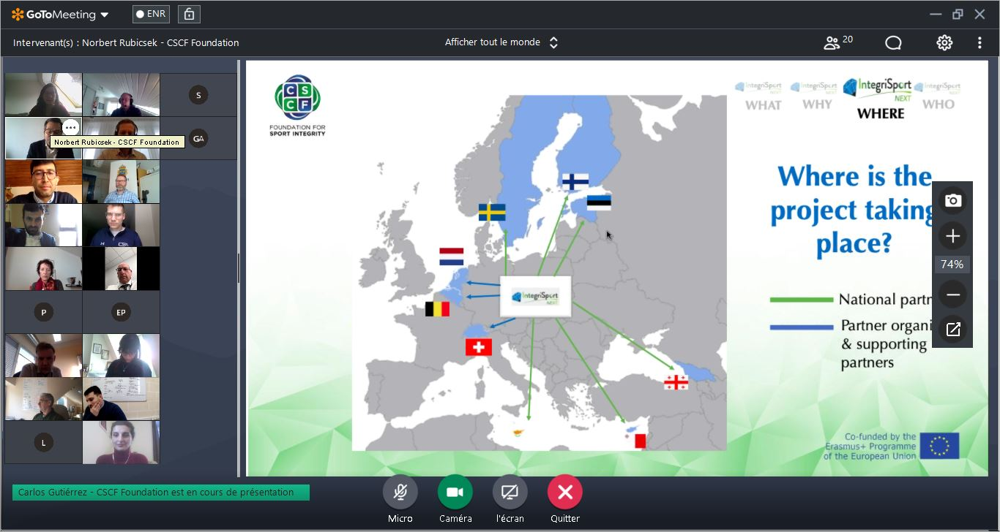 GoToMeeting
ENR
Intervenant(s) : Norbert Rubicsek - CSCF Foundation
Afficher tout le monde
20
S
Norbert Rubicsek - CSCF Foundation
GA
P
EP
L
CS
CF
FOUNDATION FOR
SPORT INTEGRITY
IntegriSport
NEXT
WHAT
IntegriSport
NEXT
WHY
IntegriSport
NEXT
WHERE
IntegriSport
NEXT
WHO
Where is the
project taking
place?
IntegriSport
NEXT
74%
National partn
Partner organi
& supporting
partners
Co-funded by the
Erasmus+ Programme
of the European Union
Carlos Gutiérrez - CSCF Foundation est en cours de présentation
Micro
Caméra
l'écran
Quitter